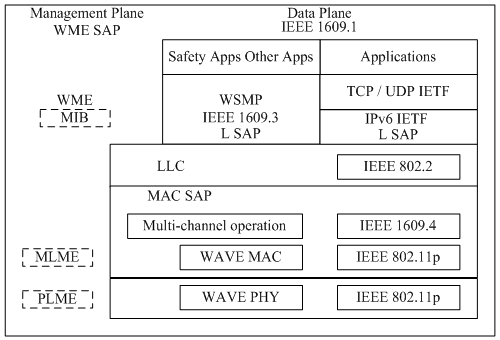 Management Plane
WME SAP
Data Plane
IEEE 1609.1
Safety Apps Other Apps
Applications
WME
MIB
WSMP
IEEE 1609.3
L SAP
TCP / UDP IETF
IPv6 IETF
L SAP
LLC
IEEE 802.2
MAC SAP
Multi-channel operation
IEEE 1609.4
MLME
WAVE MAC
IEEE 802.11p
PLME
WAVE PHY
IEEE 802.11p